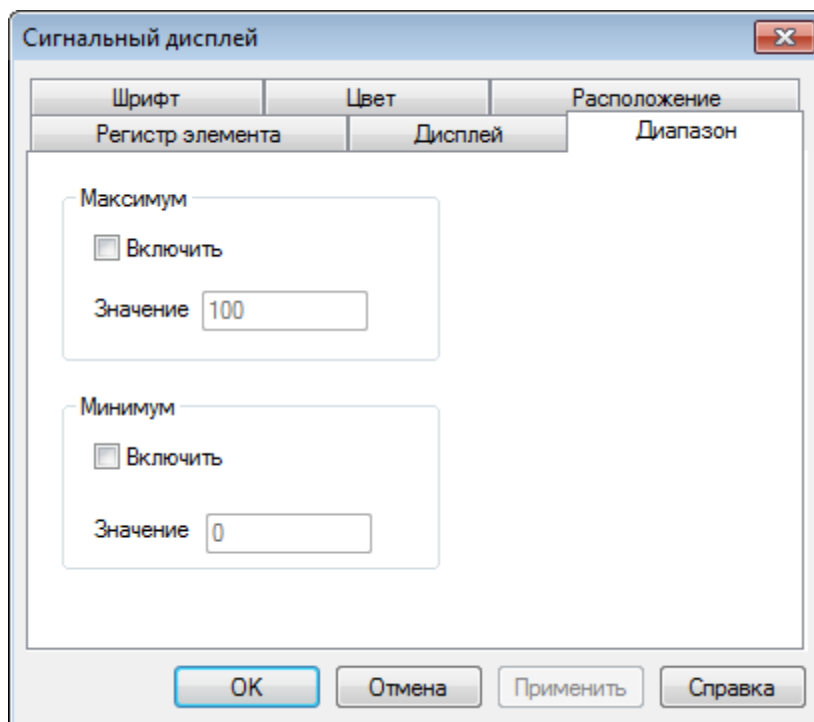 Сигнальный дисплей
Шрифт Цвет Расположение
Регистр элемента Дисплей Диапазон
Максимум
Включить
Значение 100
Минимум
Включить
Значение 0
OK Отмена Применить Справка